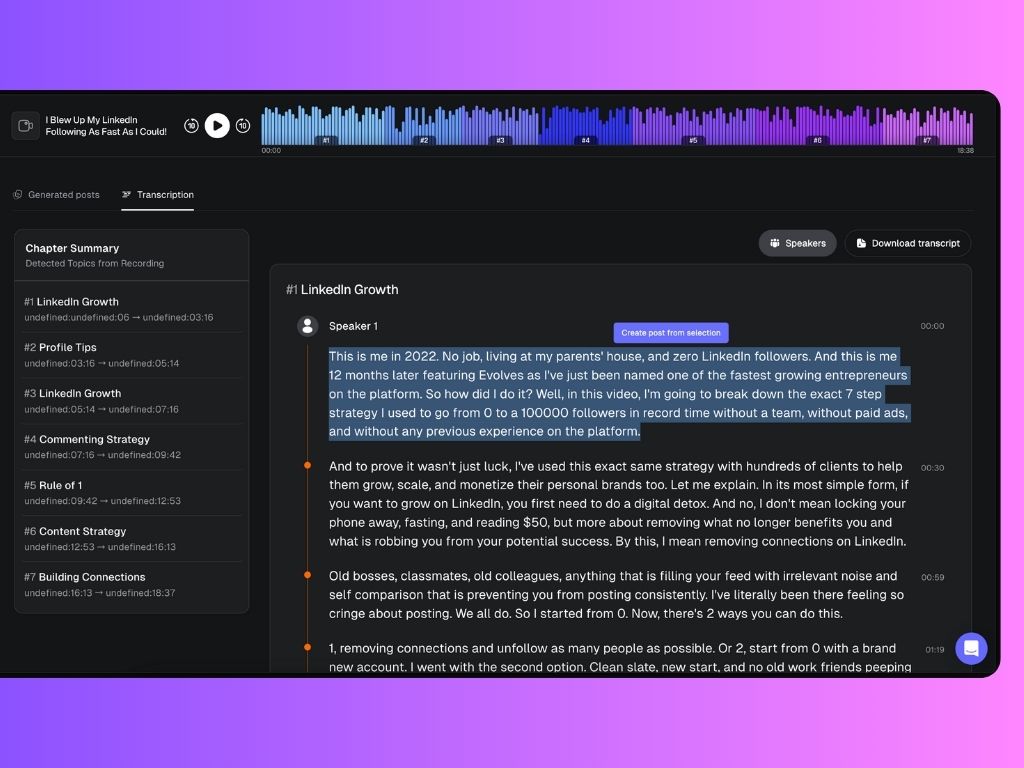 I Blew Up My LinkedIn
Following As Fast As I Could!
10
10
#1
#2
#3
#4
#5
#6
#7
00:00
18:38
Generated posts
Transcription
Chapter Summary
Detected Topics from Recording
#1 LinkedIn Growth
undefined:undefined:06 → undefined:03:16
#2 Profile Tips
undefined:03:16 → undefined:05:14
#3 LinkedIn Growth
undefined:05:14 → undefined:07:16
#4 Commenting Strategy
undefined:07:16 → undefined:09:42
#5 Rule of 1
undefined:09:42 → undefined:12:53
#6 Content Strategy
undefined:12:53 → undefined:16:13
#7 Building Connections
undefined:16:13 → undefined:18:37
Speakers
Download transcript
#1 LinkedIn Growth
Speaker 1
Create post from selection
00:00
This is me in 2022. No job, living at my parents' house, and zero LinkedIn followers. And this is me
12 months later featuring Evolves as I've just been named one of the fastest growing entrepreneurs
on the platform. So how did I do it? Well, in this video, I'm going to break down the exact 7 step
strategy I used to go from 0 to a 100000 followers in record time without a team, without paid ads,
and without any previous experience on the platform.
And to prove it wasn't just luck, I've used this exact same strategy with hundreds of clients to help
00:30
them grow, scale, and monetize their personal brands too. Let me explain. In its most simple form, if
you want to grow on LinkedIn, you first need to do a digital detox. And no, I don't mean locking your
phone away, fasting, and reading $50, but more about removing what no longer benefits you and
what is robbing you from your potential success. By this, I mean removing connections on LinkedIn.
Old bosses, classmates, old colleagues, anything that is filling your feed with irrelevant noise and
00:59
self comparison that is preventing you from posting consistently. I've literally been there feeling so
cringe about posting. We all do. So I started from 0. Now, there's 2 ways you can do this.
1, removing connections and unfollow as many people as possible. Or 2, start from 0 with a brand
01:19
new account. I went with the second option. Clean slate, new start, and no old work friends peeping